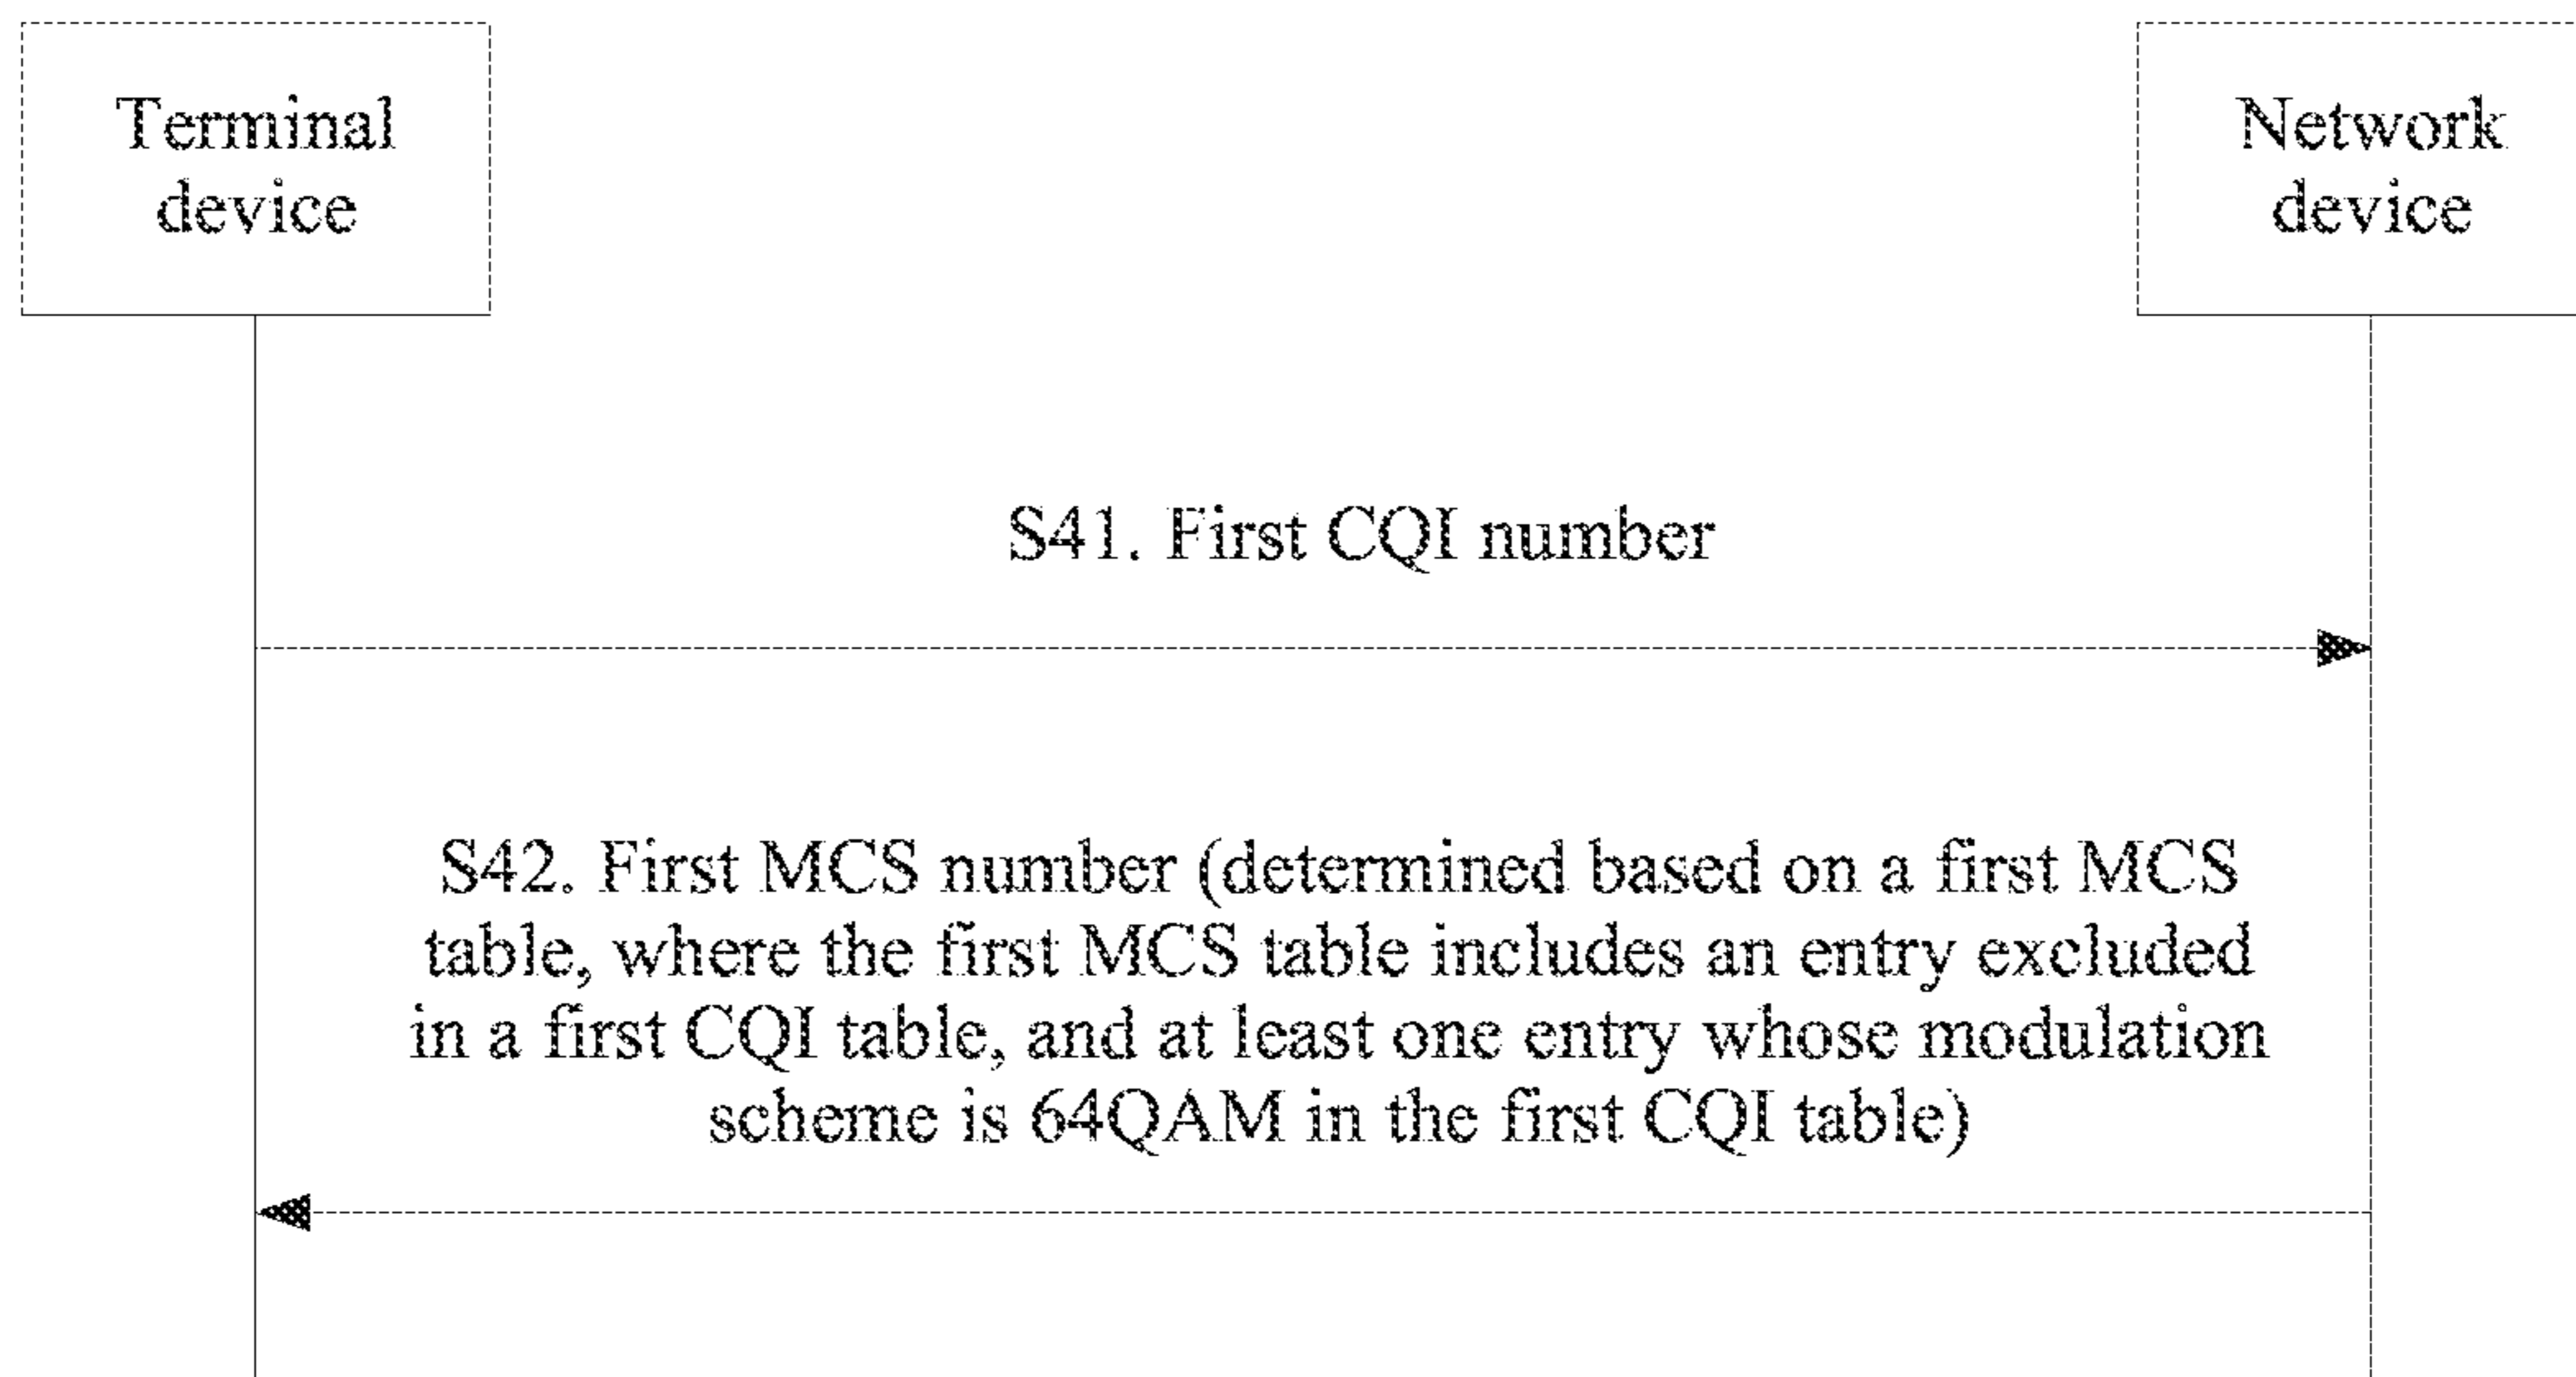 Terminal
device
Network
device
S41. First CQI number
S42. First MCS number (determined based on a first MCS
table, where the first MCS table includes an entry excluded
in a first CQI table, and at least one entry whose modulation
scheme is 64QAM in the first CQI table)